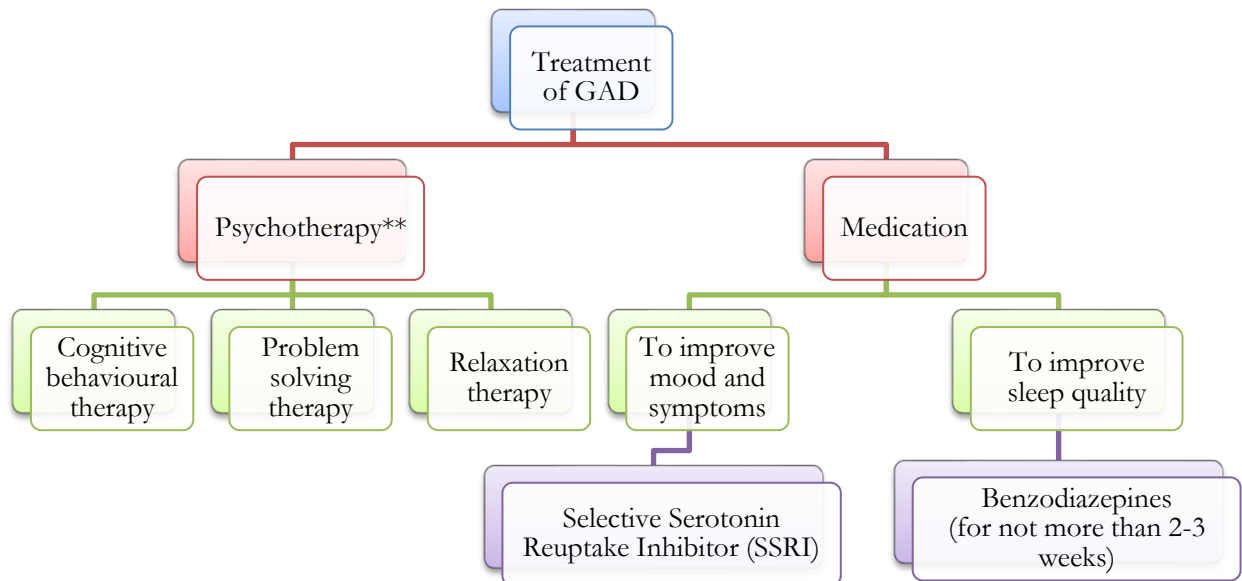 Treatment
of GAD
Psychotherapy**
Medication
Cognitive
behavioural
therapy
Problem
solving
therapy
Relaxation
therapy
To improve
mood and
symptoms
To improve
sleep quality
Selective Serotonin
Reuptake Inhibitor (SSRI)
Benzodiazepines
(for not more than 2-3
weeks)